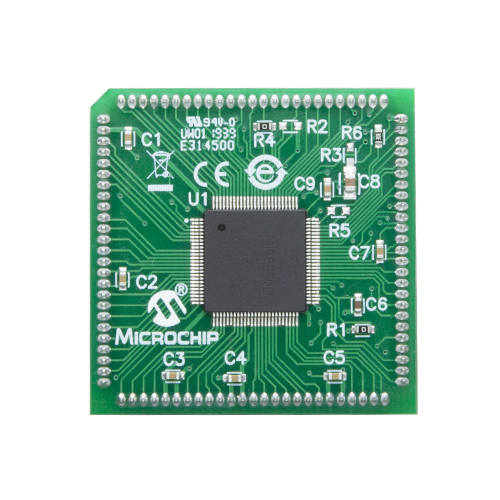 94V-0
UW01 1939
E314500
C1
R4
R2
R6
R3
CE
C9
C8
U1
R5
C7
C2
C6
®
MICROCHIP
R1
C3
C4
C5
MICROCHIP